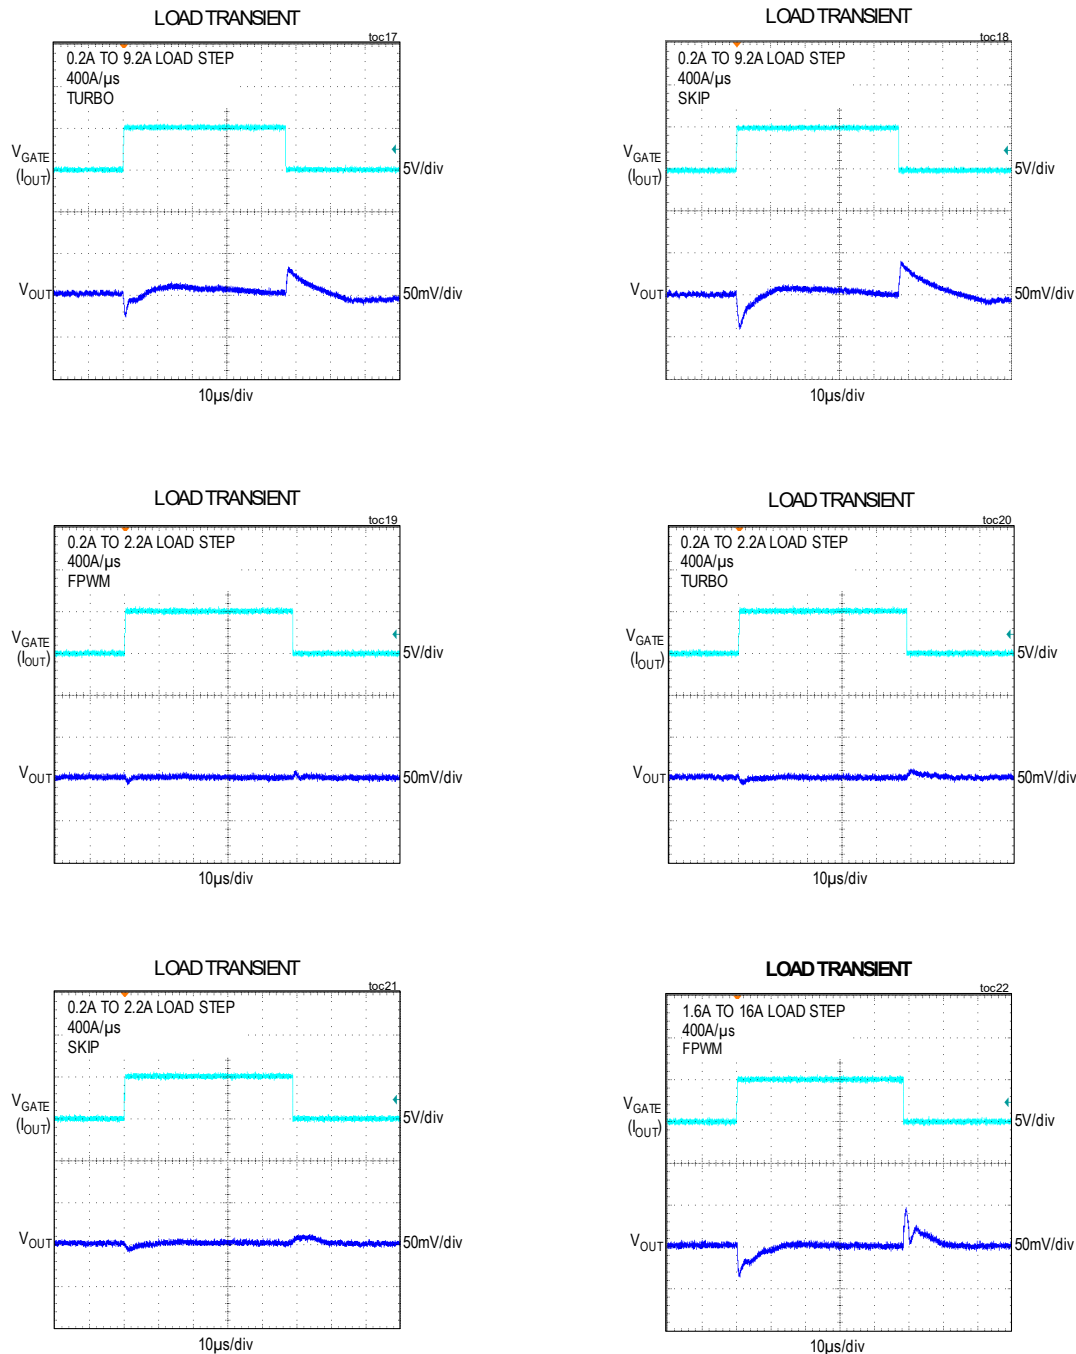 LOAD TRANSIENT
toc17
0.2A TO 9.2A LOAD STEP
400A/µs
TURBO
VGATE
(IOUT)
5V/div
VOUT
50mV/div
10µs/div
LOAD TRANSIENT
toc18
0.2A TO 9.2A LOAD STEP
400A/µs
SKIP
VGATE
(IOUT)
5V/div
VOUT
50mV/div
10µs/div
LOAD TRANSIENT
toc19
0.2A TO 2.2A LOAD STEP
400A/µs
FPWM
VGATE
(IOUT)
5V/div
VOUT
50mV/div
10µs/div
LOAD TRANSIENT
toc20
0.2A TO 2.2A LOAD STEP
400A/µs
TURBO
VGATE
(IOUT)
5V/div
VOUT
50mV/div
10µs/div
LOAD TRANSIENT
toc21
0.2A TO 2.2A LOAD STEP
400A/µs
SKIP
VGATE
(IOUT)
5V/div
VOUT
50mV/div
10µs/div
LOAD TRANSIENT
toc22
1.6A TO 16A LOAD STEP
400A/µs
FPWM
VGATE
(IOUT)
5V/div
VOUT
50mV/div
10µs/div